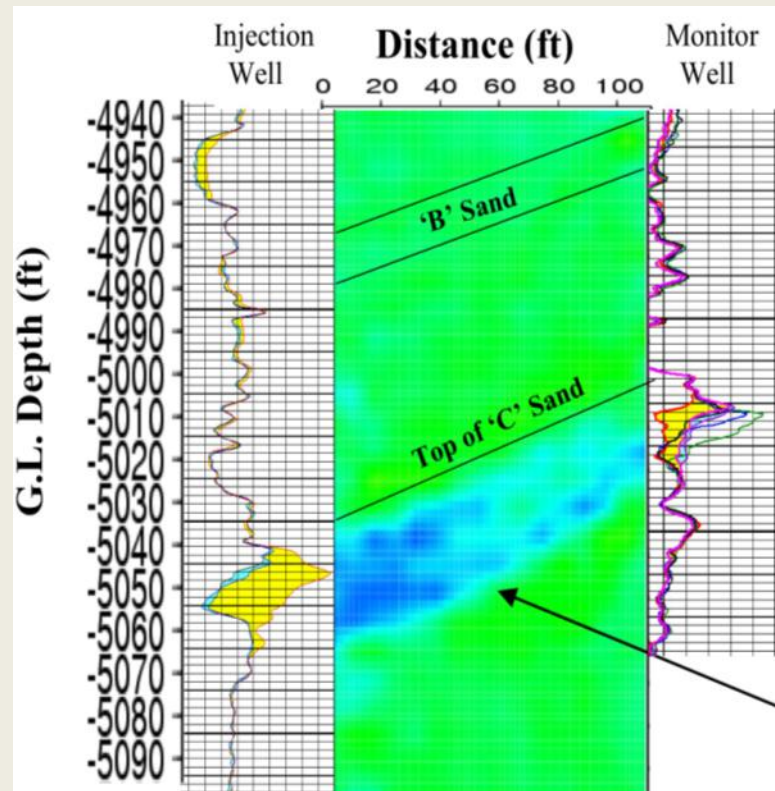 Injection
Well
Distance (ft)
Monitor
Well
0 20 40 60 80 100
G.L. Depth (ft)
-4940
-4950
-4960
-4970
-4980
-4990
-5000
-5010
-5020
-5030
-5040
-5050
-5060
-5070
-5080
-5090
‘B’ Sand
Top of ‘C’ Sand